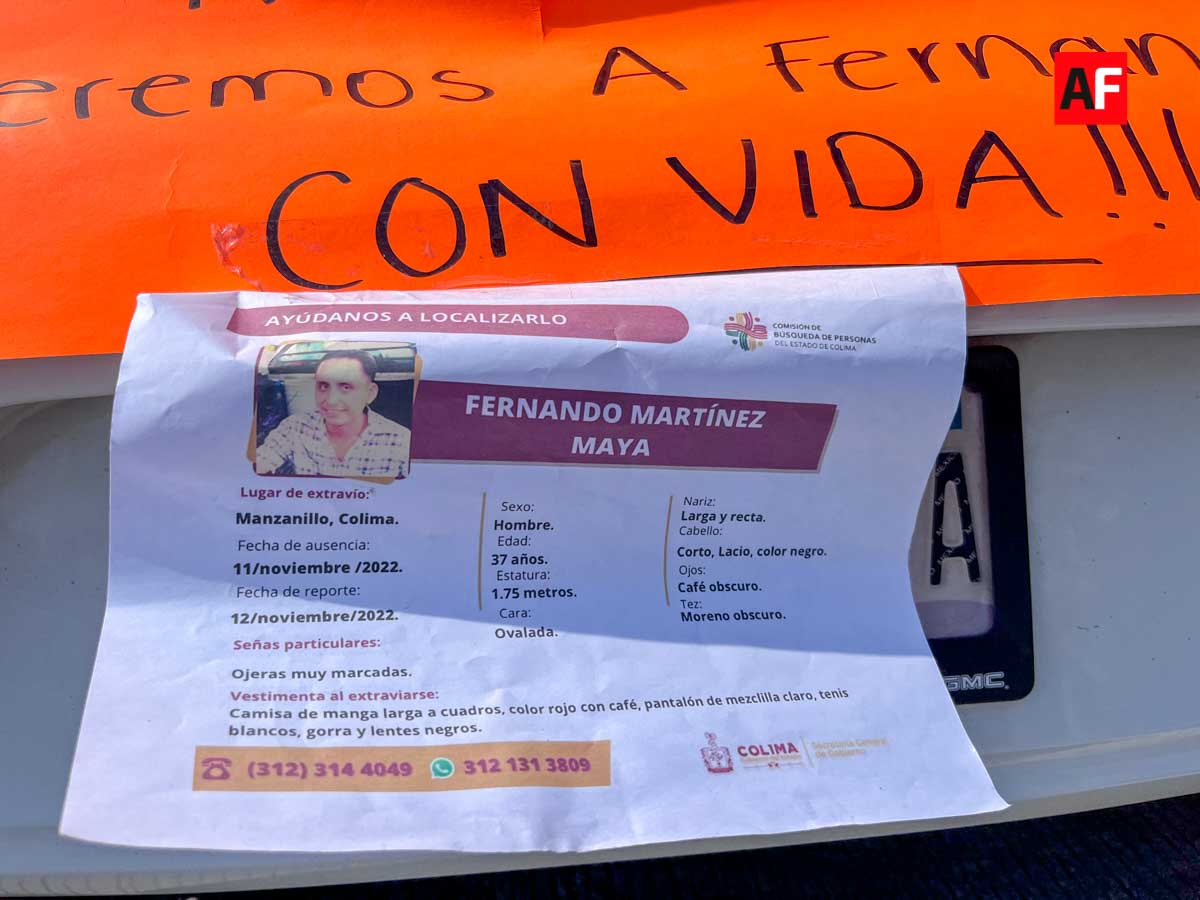 eremos A Fernan
AF
CON VIDA !!!
AYÚDANOS A LOCALIZARLO
COMISIÓN DE
BÚSQUEDA DE PERSONAS
DEL ESTADO DE COLIMA
FERNANDO MARTÍNEZ
MAYA
Lugar de extravío:
Manzanillo, Colima.
Fecha de ausencia:
11/noviembre /2022.
Fecha de reporte:
12/noviembre/2022.
Señas particulares:
Ojeras muy marcadas.
Sexo:
Hombre.
Edad:
37 años.
Estatura:
1.75 metros.
Cara:
Ovalada.
Nariz:
Larga y recta.
Cabello:
Corto, Lacio, color negro.
Ojos:
Café obscuro.
Tez:
Moreno obscuro.
Vestimenta al extraviarse:
Camisa de manga larga a cuadros, color rojo con café, pantalón de mezclilla claro, tenis
blancos, gorra y lentes negros.
(312) 314 4049 312 131 3809
COLIMA
Secretaría General
de Gobierno
A
GMC